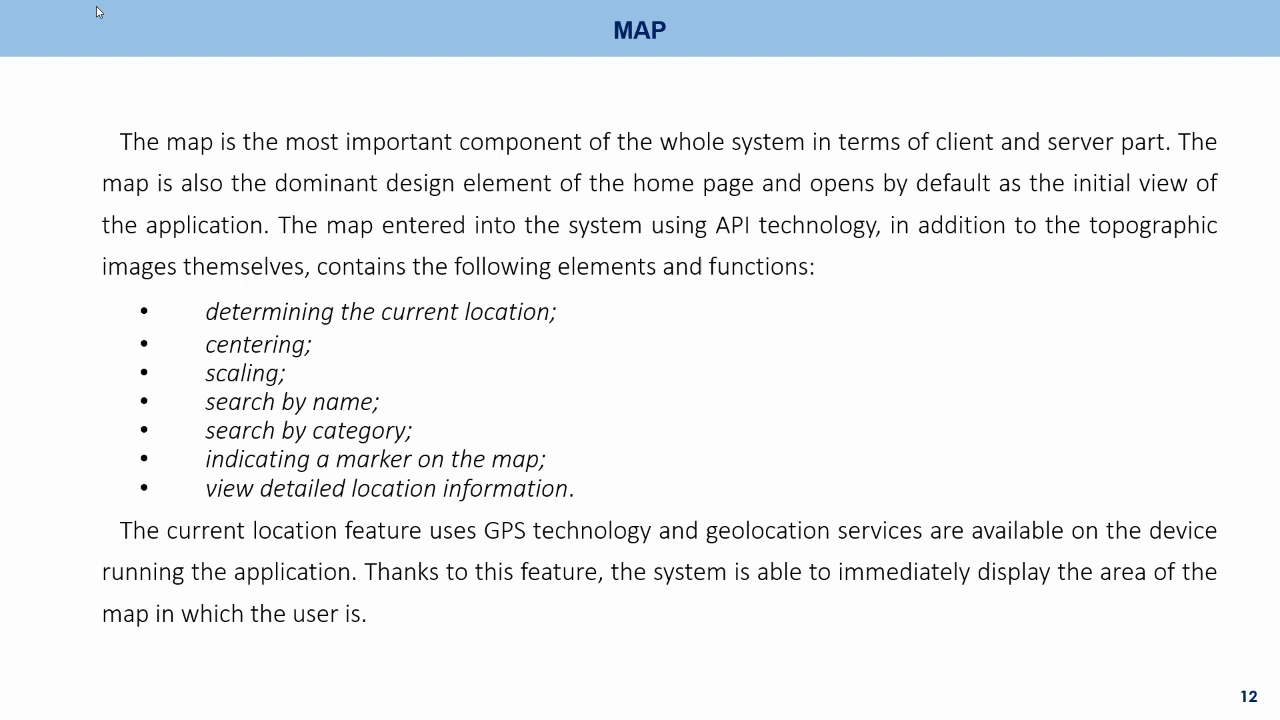 MAP
The map is the most important component of the whole system in terms of client and server part. The
map is also the dominant design element of the home page and opens by default as the initial view of
the application. The map entered into the system using API technology, in addition to the topographic
images themselves, contains the following elements and functions:
• determining the current location;
• centering;
• scaling;
• search by name;
• search by category;
• indicating a marker on the map;
• view detailed location information.
The current location feature uses GPS technology and geolocation services are available on the device
running the application. Thanks to this feature, the system is able to immediately display the area of the
map in which the user is.
12